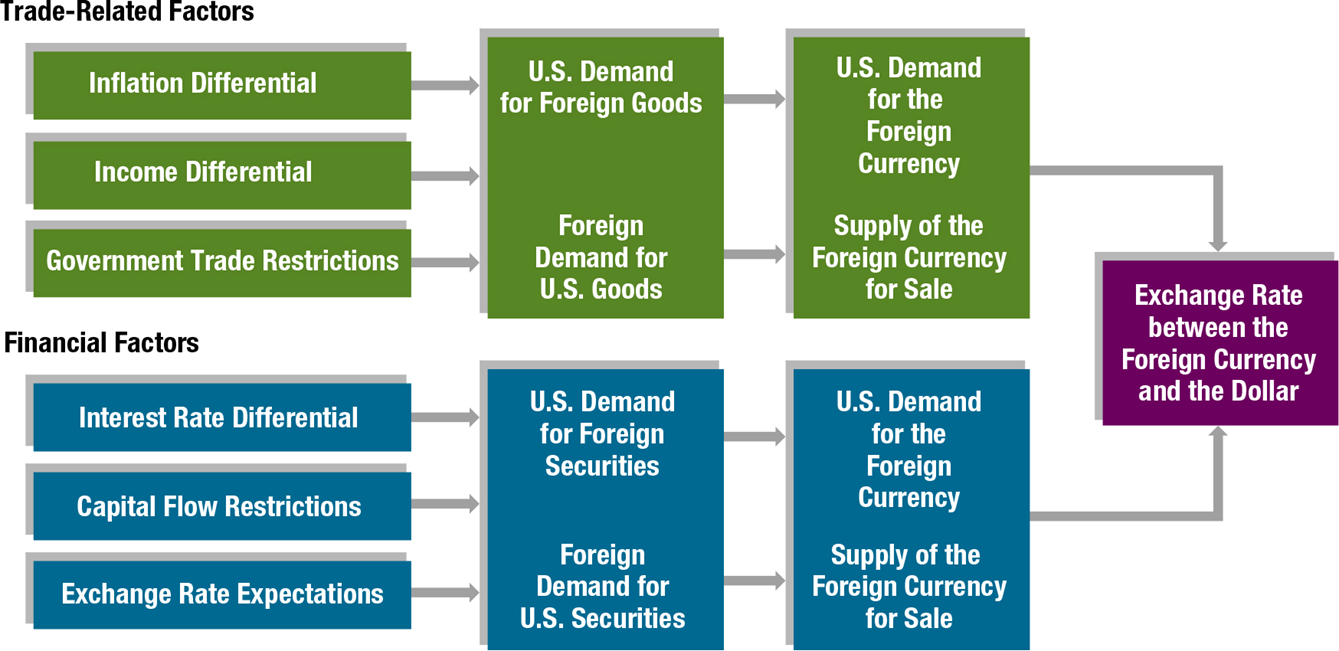 Trade-Related Factors
Inflation Differential
Income Differential
Government Trade Restrictions
U.S. Demand
for Foreign Goods
Foreign
Demand for
U.S. Goods
U.S. Demand
for the
Foreign
Currency
Supply of the
Foreign Currency
for Sale
Financial Factors
Interest Rate Differential
Capital Flow Restrictions
Exchange Rate Expectations
U.S. Demand
for Foreign
Securities
Foreign
Demand for
U.S. Securities
U.S. Demand
for the
Foreign
Currency
Supply of the
Foreign Currency
for Sale
Exchange Rate
between the
Foreign Currency
and the Dollar